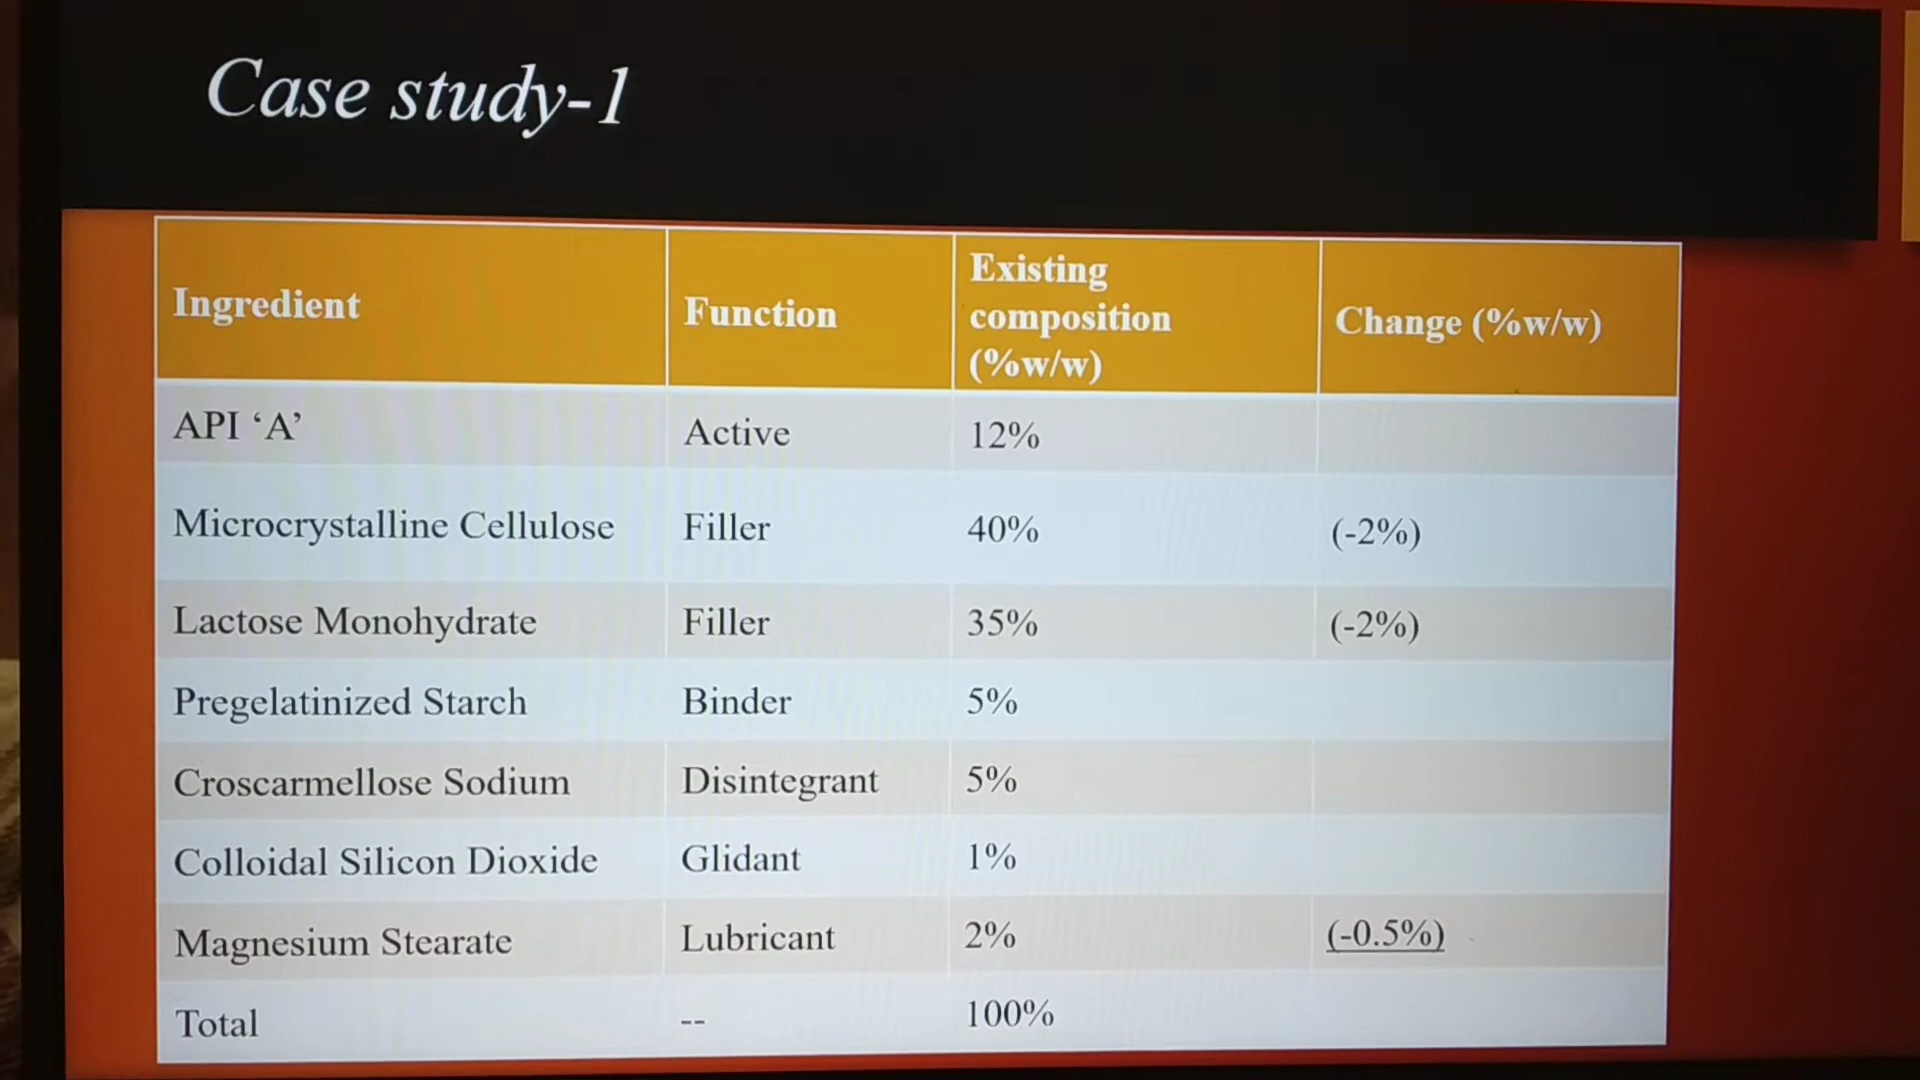 Case study-1
Ingredient
Function
Existing
composition
(%w/w)
Change (%w/w)
API ‘A’
Active
12%
Microcrystalline Cellulose
Filler
40%
(-2%)
Lactose Monohydrate
Filler
35%
(-2%)
Pregelatinized Starch
Binder
5%
Croscarmellose Sodium
Disintegrant
5%
Colloidal Silicon Dioxide
Glidant
1%
Magnesium Stearate
Lubricant
2%
(-0.5%)
Total
--
100%